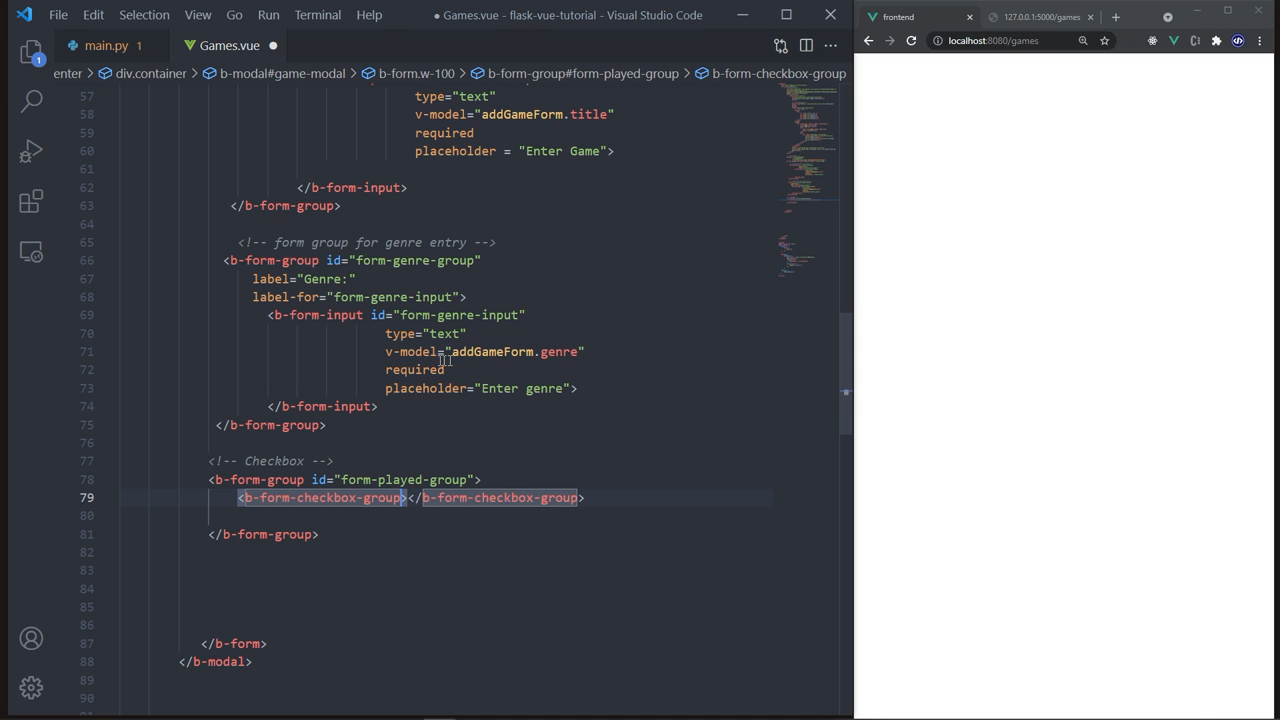 File Edit Selection View Go Run Terminal Help ● Games.vue - flask-vue-tutorial - Visual Studio Code
frontend 127.0.0.1:5000/games
main.py 1 Games.vue
localhost:8080/games
enter > div.container > b-modal#game-modal > b-form.w-100 > b-form-group#form-played-group > b-form-checkbox-group
1
57 type="text"
58 v-model="addGameForm.title"
59 required
60 placeholder = "Enter Game">
61
62 </b-form-input>
63 </b-form-group>
64
65 <!-- form group for genre entry -->
66 <b-form-group id="form-genre-group"
67 label="Genre:"
68 label-for="form-genre-input">
69 <b-form-input id="form-genre-input"
70 type="text"
71 v-model="addGameForm.genre"
72 required
73 placeholder="Enter genre">
74 </b-form-input>
75 </b-form-group>
76
77 <!-- Checkbox -->
78 <b-form-group id="form-played-group">
79 <b-form-checkbox-group></b-form-checkbox-group>
80
81 </b-form-group>
82
83
84
85
86
87 </b-form>
88 </b-modal>
89
90